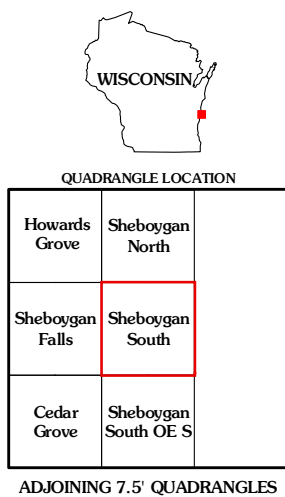 WISCONSIN
QUADRANGLE LOCATION
Howards
Grove
Sheboygan
North
Sheboygan
Falls
Sheboygan
South
Cedar
Grove
Sheboygan
South OE S
ADJOINING 7.5' QUADRANGLES